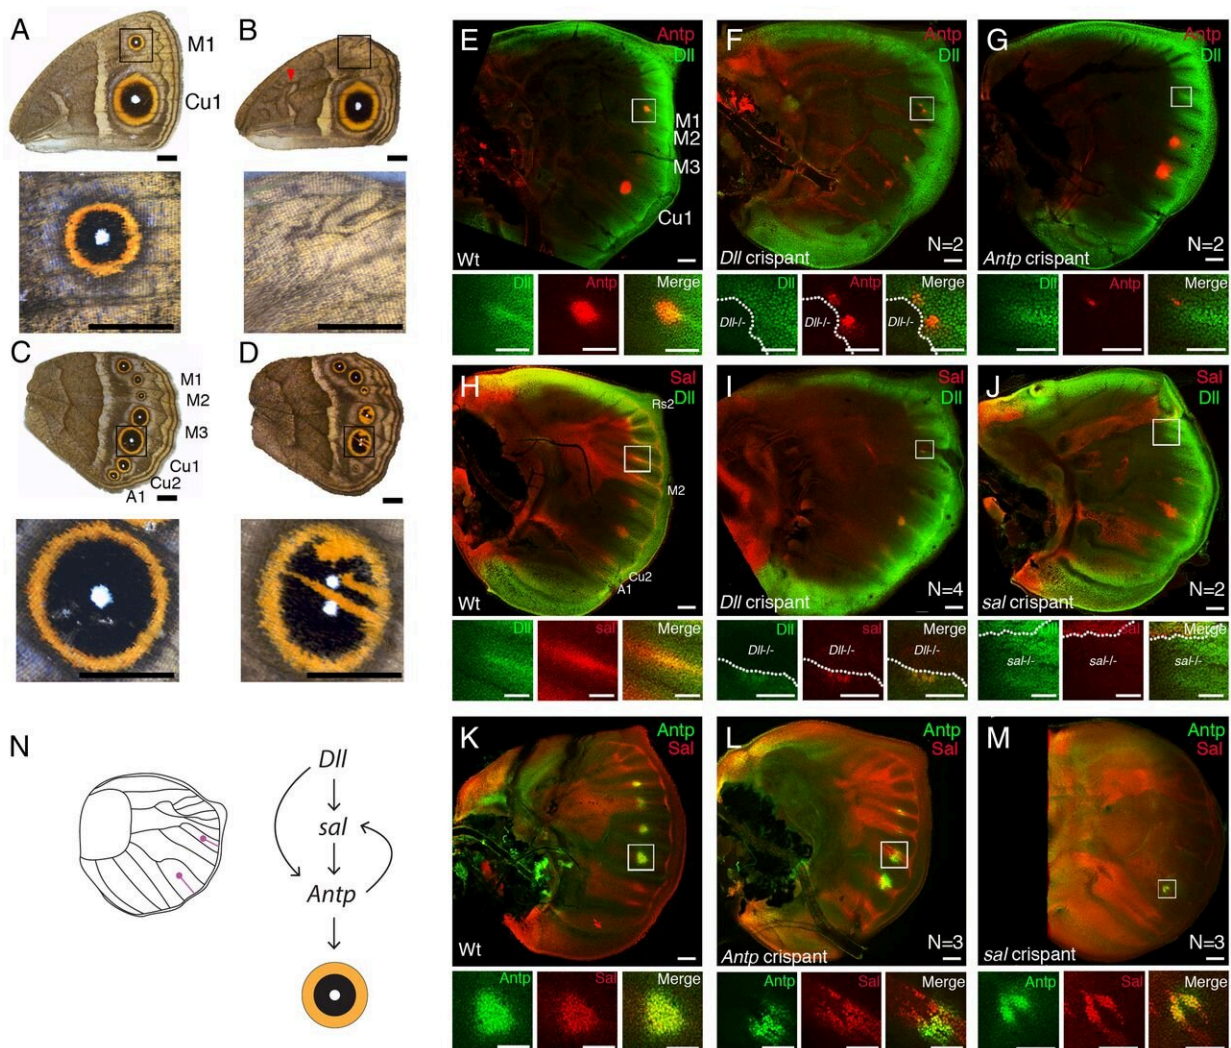 A
M1
Cu1
B
C
M1
M2
M3
Cu1
Cu2
A1
D
E
Antp
Dll
M1
M2
M3
Cu1
Wt
Dll
Antp
Merge
F
Antp
Dll
N=2
Dll crispant
Dll
Dll-/-
Antp
Dll-/-
Merge
Dll-/-
G
Antp
Dll
N=2
Antp crispant
Dll
Antp
Merge
H
Sal
Dll
Rs2
M2
Cu2
A1
Wt
Dll
sal
Merge
I
Sal
Dll
N=4
Dll crispant
Dll
Dll-/-
sal
Dll-/-
Merge
Dll-/-
J
Sal
Dll
N=2
sal crispant
Dll
sal-/-
sal
sal-/-
Merge
sal-/-
K
Antp
Sal
Wt
Antp
Sal
Merge
L
Antp
Sal
N=3
Antp crispant
Antp
Sal
Merge
M
Antp
Sal
N=3
sal crispant
Antp
Sal
Merge
N
Dll
sal
Antp